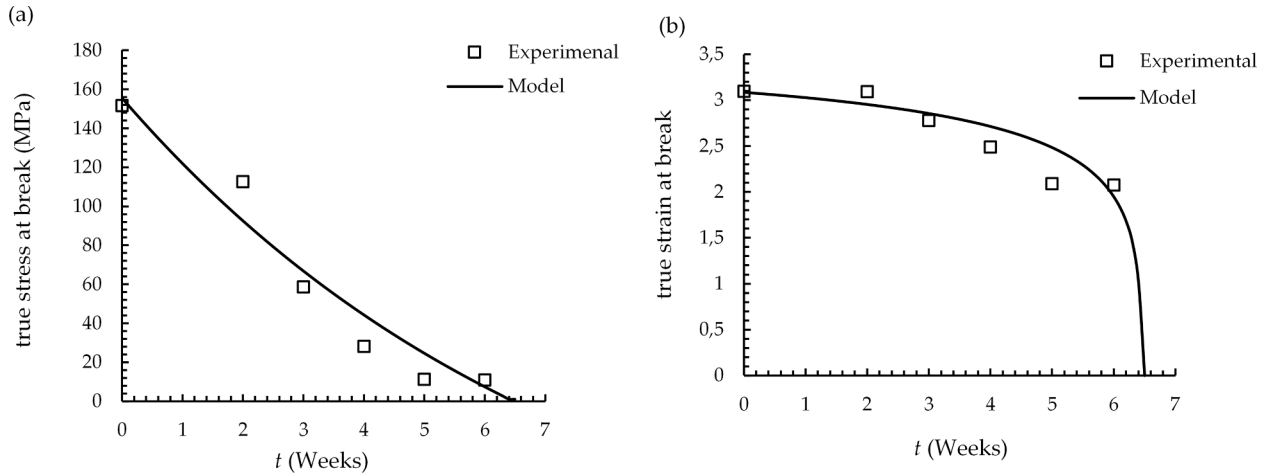 (a)
true stress at break (MPa)
180
160
140
120
100
80
60
40
20
0
0 1 2 3 4 5 6 7
t (Weeks)
Experimenal
Model
(b)
true strain at break
3,5
3
2,5
2
1,5
1
0,5
0
0 1 2 3 4 5 6 7
t (Weeks)
Experimental
Model